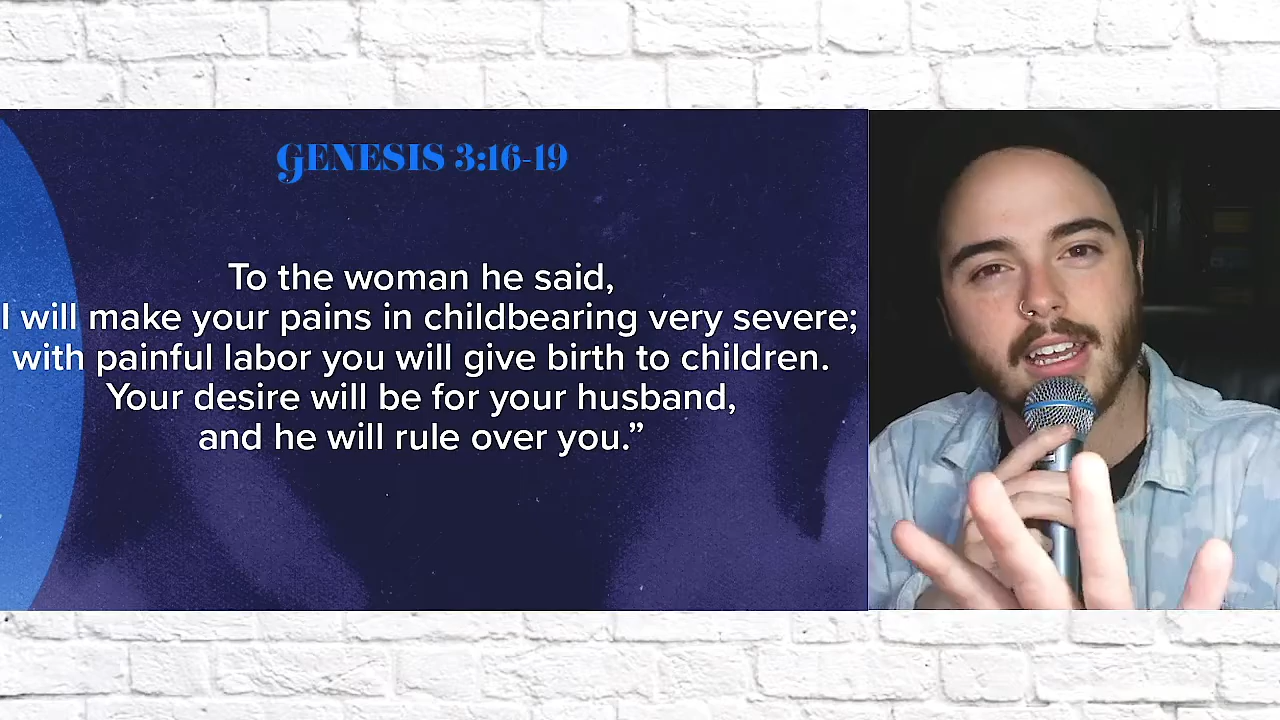 GENESIS 3:16-19
To the woman he said,
I will make your pains in childbearing very severe;
with painful labor you will give birth to children.
Your desire will be for your husband,
and he will rule over you.”